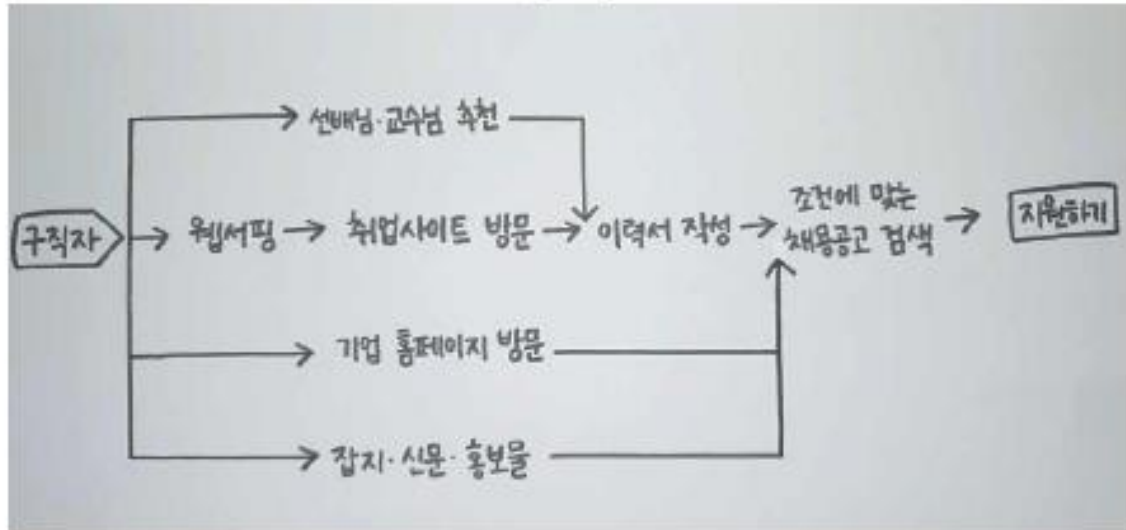 선배님·교수님 추천
구직자
웹서핑
취업사이트 방문
이력서 작성
조건에 맞는
채용공고 검색
지원하기
기업 홈페이지 방문
잡지·신문·홍보물